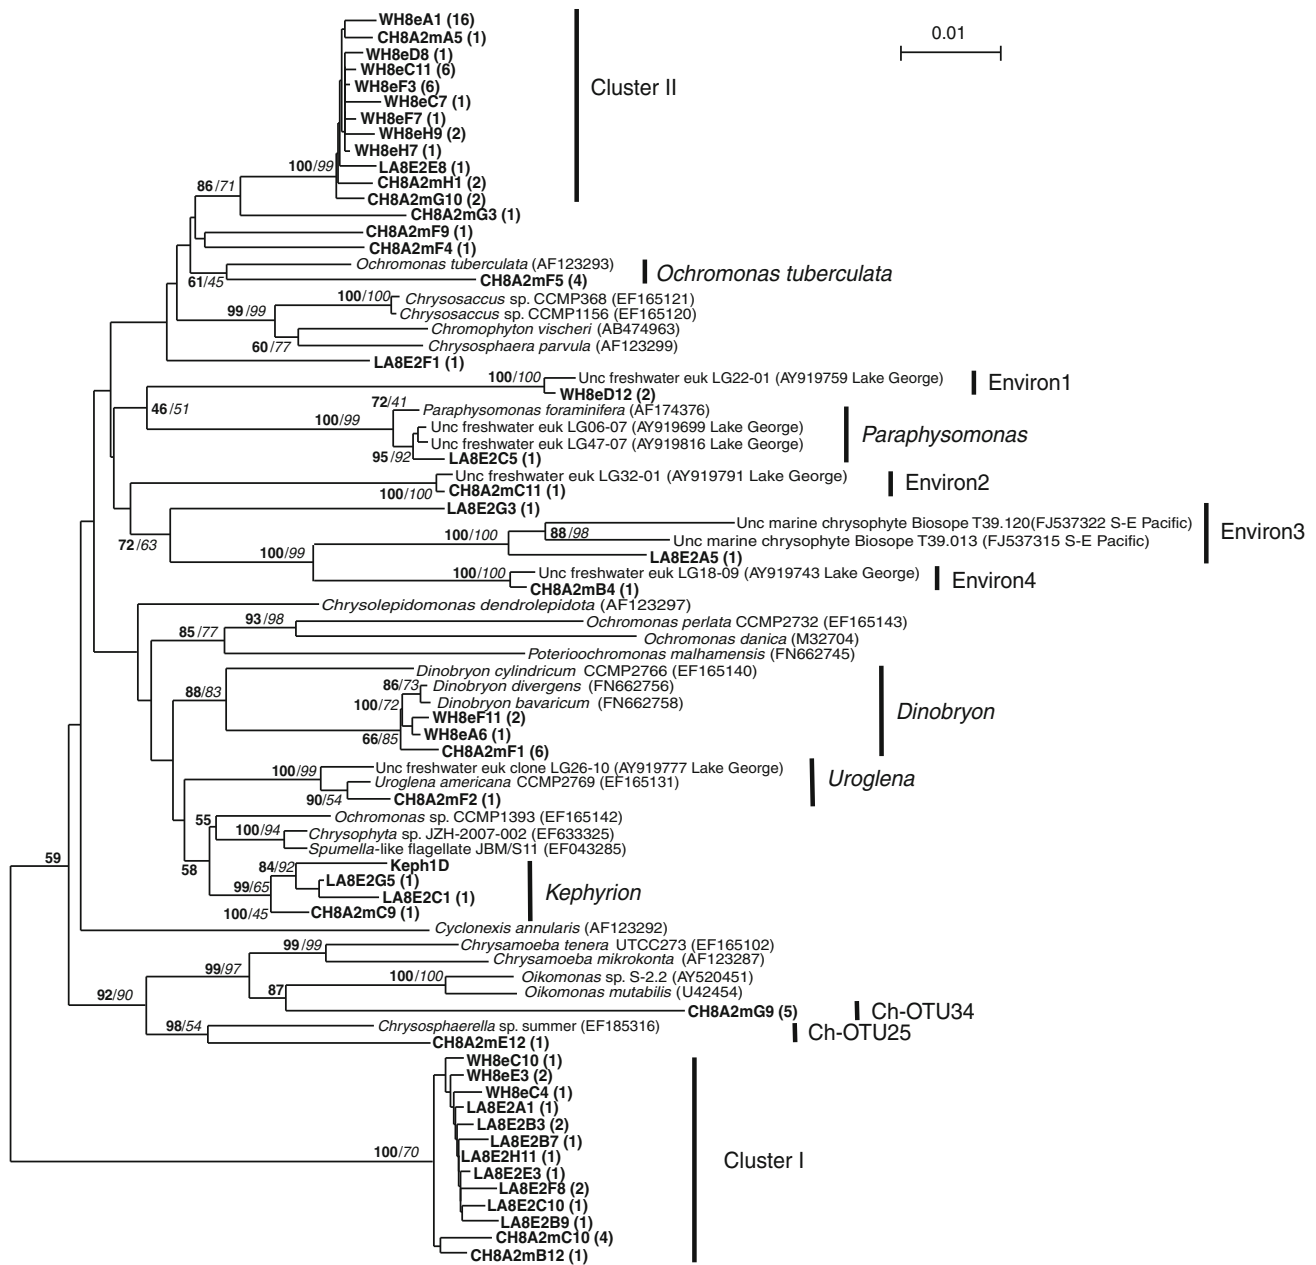 WH8eA1 (16)
0.01
CH8A2mA5 (1)
WH8eD8 (1)
WH8eC11 (6)
WH8eF3 (6)
Cluster II
WH8eC7 (1)
WH8eF7 (1)
WH8eH9 (2)
WH8eH7 (1)
100/99
LA8E2E8 (1)
CH8A2mH1 (2)
86/71
CH8A2mG10 (2)
CH8A2mG3 (1)
CH8A2mF9 (1)
CH8A2mF4 (1)
Ochromonas tuberculata (AF123293)
Ochromonas tuberculata
61/45
CH8A2mF5 (4)
100/100
Chrysosaccus sp. CCMP368 (EF165121)
99/99
Chrysosaccus sp. CCMP1156 (EF165120)
Chromophyton vischeri (AB474963)
60/77
Chrysosphaera parvula (AF123299)
LA8E2F1 (1)
100/100
Unc freshwater euk LG22-01 (AY919759 Lake George)
Environ1
WH8eD12 (2)
72/41
46/51
Paraphysomonas foraminifera (AF174376)
100/99
Unc freshwater euk LG06-07 (AY919699 Lake George)
Paraphysomonas
Unc freshwater euk LG47-07 (AY919816 Lake George)
95/92
LA8E2C5 (1)
Unc freshwater euk LG32-01 (AY919791 Lake George)
Environ2
100/100
CH8A2mC11 (1)
LA8E2G3 (1)
Unc marine chrysophyte Biosope T39.120(FJ537322 S-E Pacific)
Environ3
88/98
100/100
72/63
Unc marine chrysophyte Biosope T39.013 (FJ537315 S-E Pacific)
100/99
LA8E2A5 (1)
100/100
Unc freshwater euk LG18-09 (AY919743 Lake George)
Environ4
CH8A2mB4 (1)
Chrysolepidomonas dendrolepidota (AF123297)
93/98
Ochromonas perlata CCMP2732 (EF165143)
85/77
Ochromonas danica (M32704)
Poterioochromonas malhamensis (FN662745)
Dinobryon cylindricum CCMP2766 (EF165140)
86/73
Dinobryon divergens (FN662756)
88/83
100/72
Dinobryon bavaricum (FN662758)
Dinobryon
WH8eF11 (2)
66/85
WH8eA6 (1)
CH8A2mF1 (6)
100/99
Unc freshwater euk clone LG26-10 (AY919777 Lake George)
Uroglena
Uroglena americana CCMP2769 (EF165131)
90/54
CH8A2mF2 (1)
55
Ochromonas sp. CCMP1393 (EF165142)
100/94
Chrysophyta sp. JZH-2007-002 (EF633325)
Spumella-like flagellate JBM/S11 (EF043285)
59
58
84/92
Keph1D
99/65
LA8E2G5 (1)
Kephyrion
LA8E2C1 (1)
100/45
CH8A2mC9 (1)
Cyclonexis annularis (AF123292)
99/99
Chrysamoeba tenera UTCC273 (EF165102)
Chrysamoeba mikrokonta (AF123287)
99/97
100/100
Oikomonas sp. S-2.2 (AY520451)
92/90
87
Oikomonas mutabilis (U42454)
CH8A2mG9 (5)
Ch-OTU34
98/54
Chrysosphaerella sp. summer (EF185316)
Ch-OTU25
CH8A2mE12 (1)
WH8eC10 (1)
WH8eE3 (2)
WH8eC4 (1)
LA8E2A1 (1)
LA8E2B3 (2)
LA8E2B7 (1)
100/70
LA8E2H11 (1)
Cluster I
LA8E2E3 (1)
LA8E2F8 (2)
LA8E2C10 (1)
LA8E2B9 (1)
CH8A2mC10 (4)
CH8A2mB12 (1)